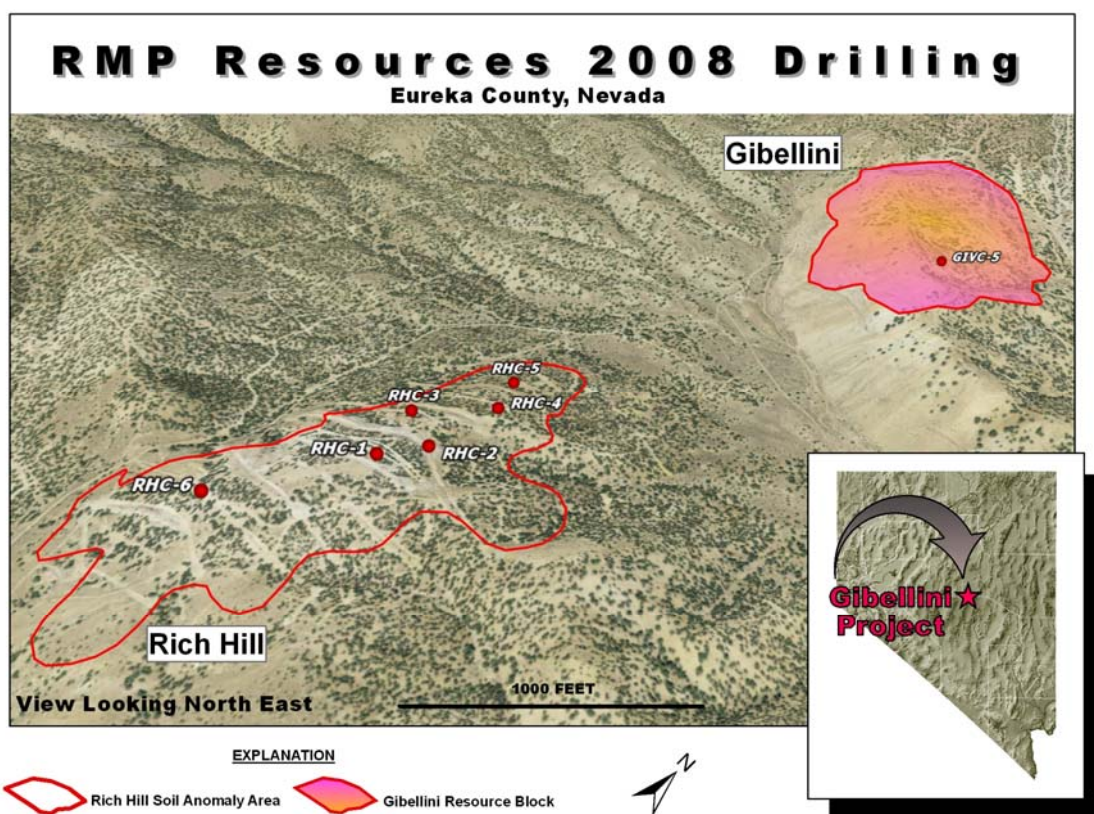 RMP Resources 2008 Drilling
Eureka County, Nevada
Gibellini
GIVC-5
RHC-5
RHC-3
RHC-4
RHC-1
RHC-2
RHC-6
Rich Hill
Gibellini
Project
View Looking North East
1000 FEET
EXPLANATION
Rich Hill Soil Anomaly Area
Gibellini Resource Block
N